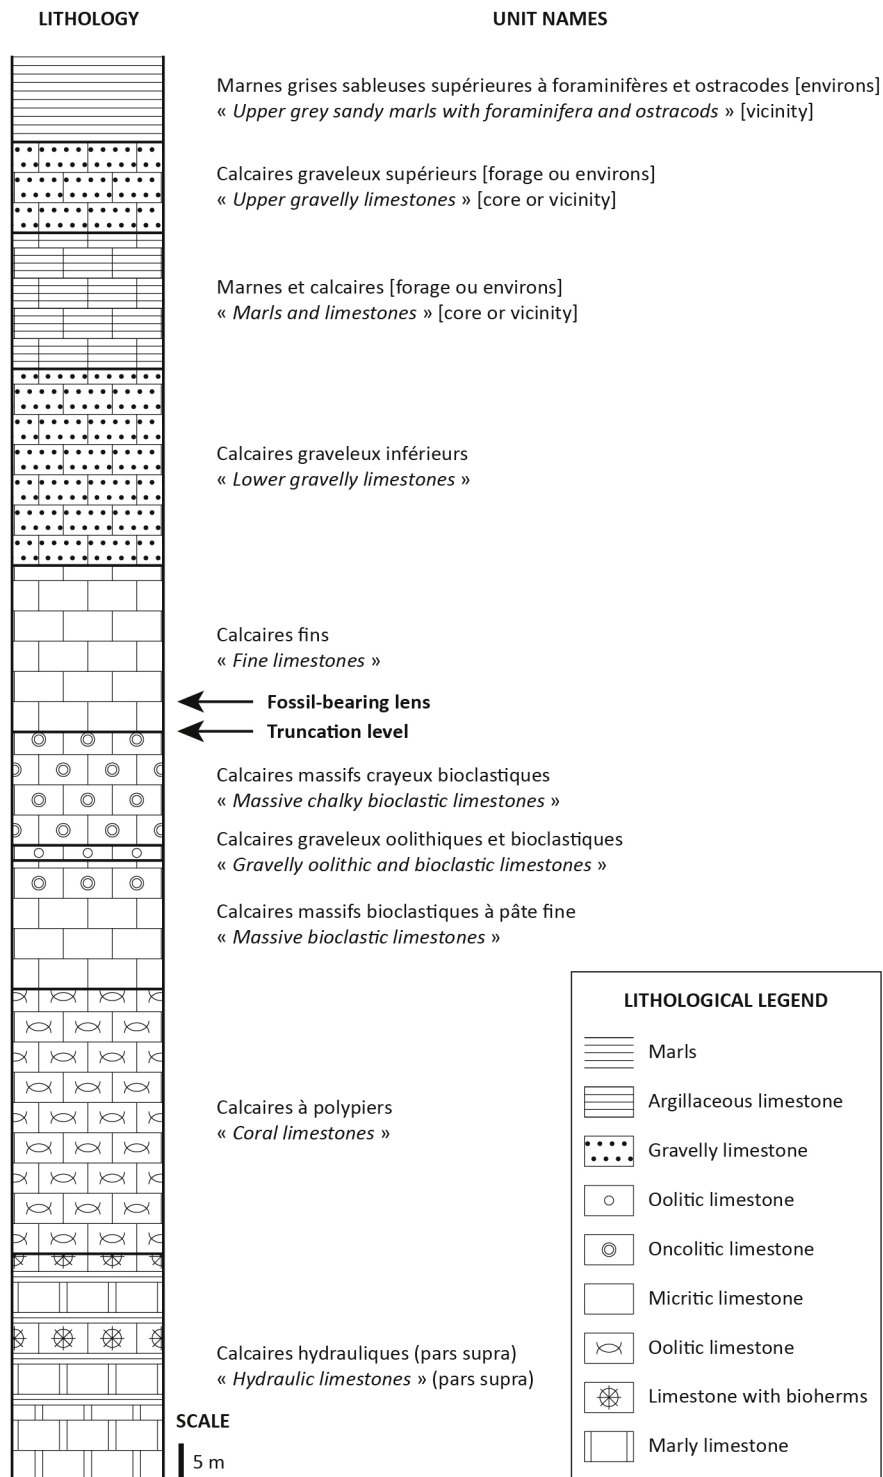 LITHOLOGY
UNIT NAMES
Marnes grises sableuses supérieures à foraminifères et ostracodes [environs]
« Upper grey sandy marls with foraminifera and ostracods » [vicinity]
Calcaires graveleux supérieurs [forage ou environs]
« Upper gravelly limestones » [core or vicinity]
Marnes et calcaires [forage ou environs]
« Marls and limestones » [core or vicinity]
Calcaires graveleux inférieurs
« Lower gravelly limestones »
Calcaires fins
« Fine limestones »
Fossil-bearing lens
Truncation level
Calcaires massifs crayeux bioclastiques
« Massive chalky bioclastic limestones »
Calcaires graveleux oolithiques et bioclastiques
« Gravelly oolithic and bioclastic limestones »
Calcaires massifs bioclastiques à pâte fine
« Massive bioclastic limestones »
Calcaires à polypiers
« Coral limestones »
Calcaires hydrauliques (pars supra)
« Hydraulic limestones » (pars supra)
SCALE
5 m
LITHOLOGICAL LEGEND
Marls
Argillaceous limestone
Gravelly limestone
Oolitic limestone
Oncolitic limestone
Micritic limestone
Oolitic limestone
Limestone with bioherms
Marly limestone